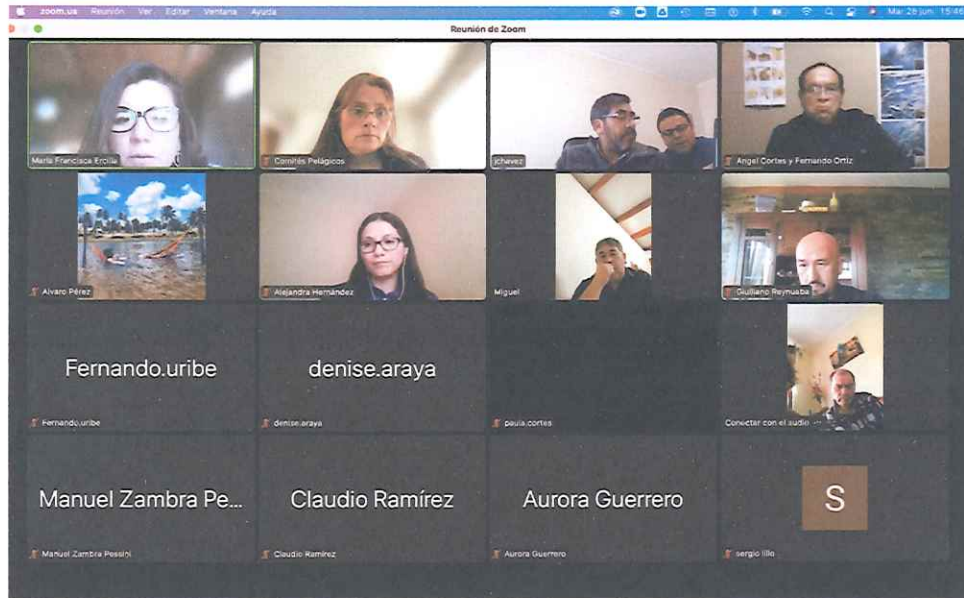 zoom.us Reunión Ver Editar Ventana Ayuda
Mar 28 jun. 15:46
Reunión de Zoom
María Francisca Ercilla
Comités Pelágicos
jchavez
Angel Cortes y Fernando Ortiz
Alvaro Pérez
Alejandra Hernández
Miguel
Giulliano Reynuaba
Fernando.uribe
denise.araya
Fernando.uribe
denise.araya
paula.cortes
Conectar con el audio
Manuel Zambra Pe...
Claudio Ramírez
Aurora Guerrero
S
Manuel Zambra Pessini
Claudio Ramírez
Aurora Guerrero
sergio lillo